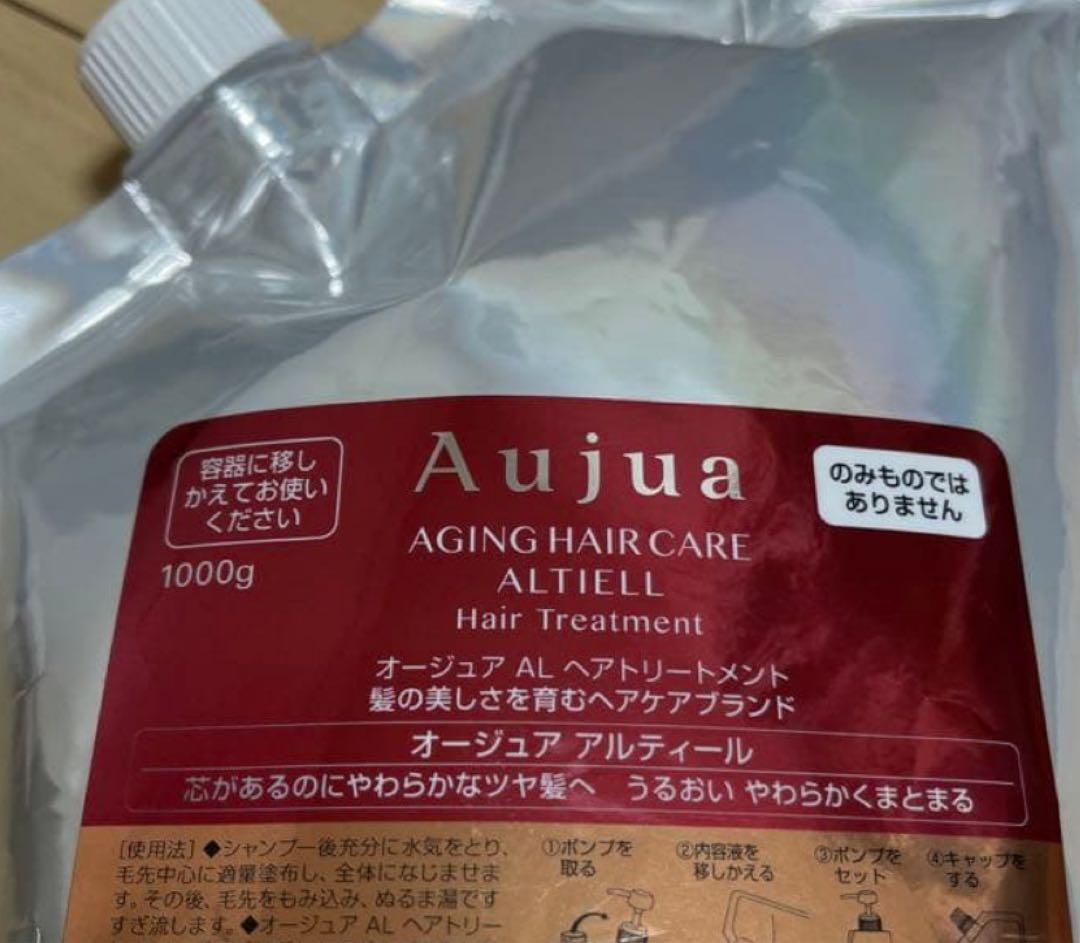 容器に移し
かえてお使い
ください
1000g
Aujua
AGING HAIR CARE
ALTIELL
Hair Treatment
のみものでは
ありません
オージュア AL ヘアトリートメント
髪の美しさを育むヘアケアブランド
オージュア アルティール
芯があるのにやわらかなツヤ髪へ うるおい やわらかくまとまる
[使用法] ◆シャンプー後充分に水気をとり、
毛先中心に適量塗布し、全体になじませま
す。その後、毛先をもみ込み、ぬるま湯です
すぎ流します。◆オージュア AL ヘアトリー
①ポンプを
取る
②内容液を
移しかえる
③ポンプを
セット
④キャップを
する